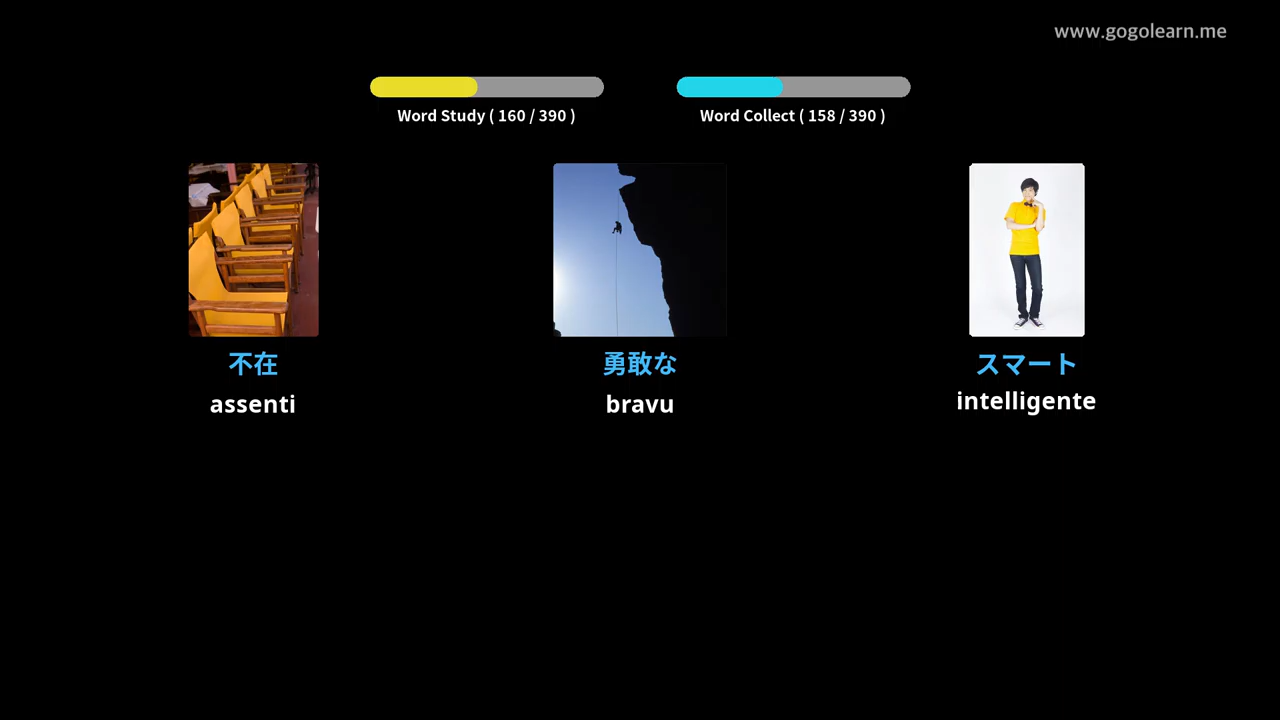 www.gogolearn.me
Word Study ( 160 / 390 )
Word Collect ( 158 / 390 )
不在
勇敢な
スマート
assenti
bravu
intelligente